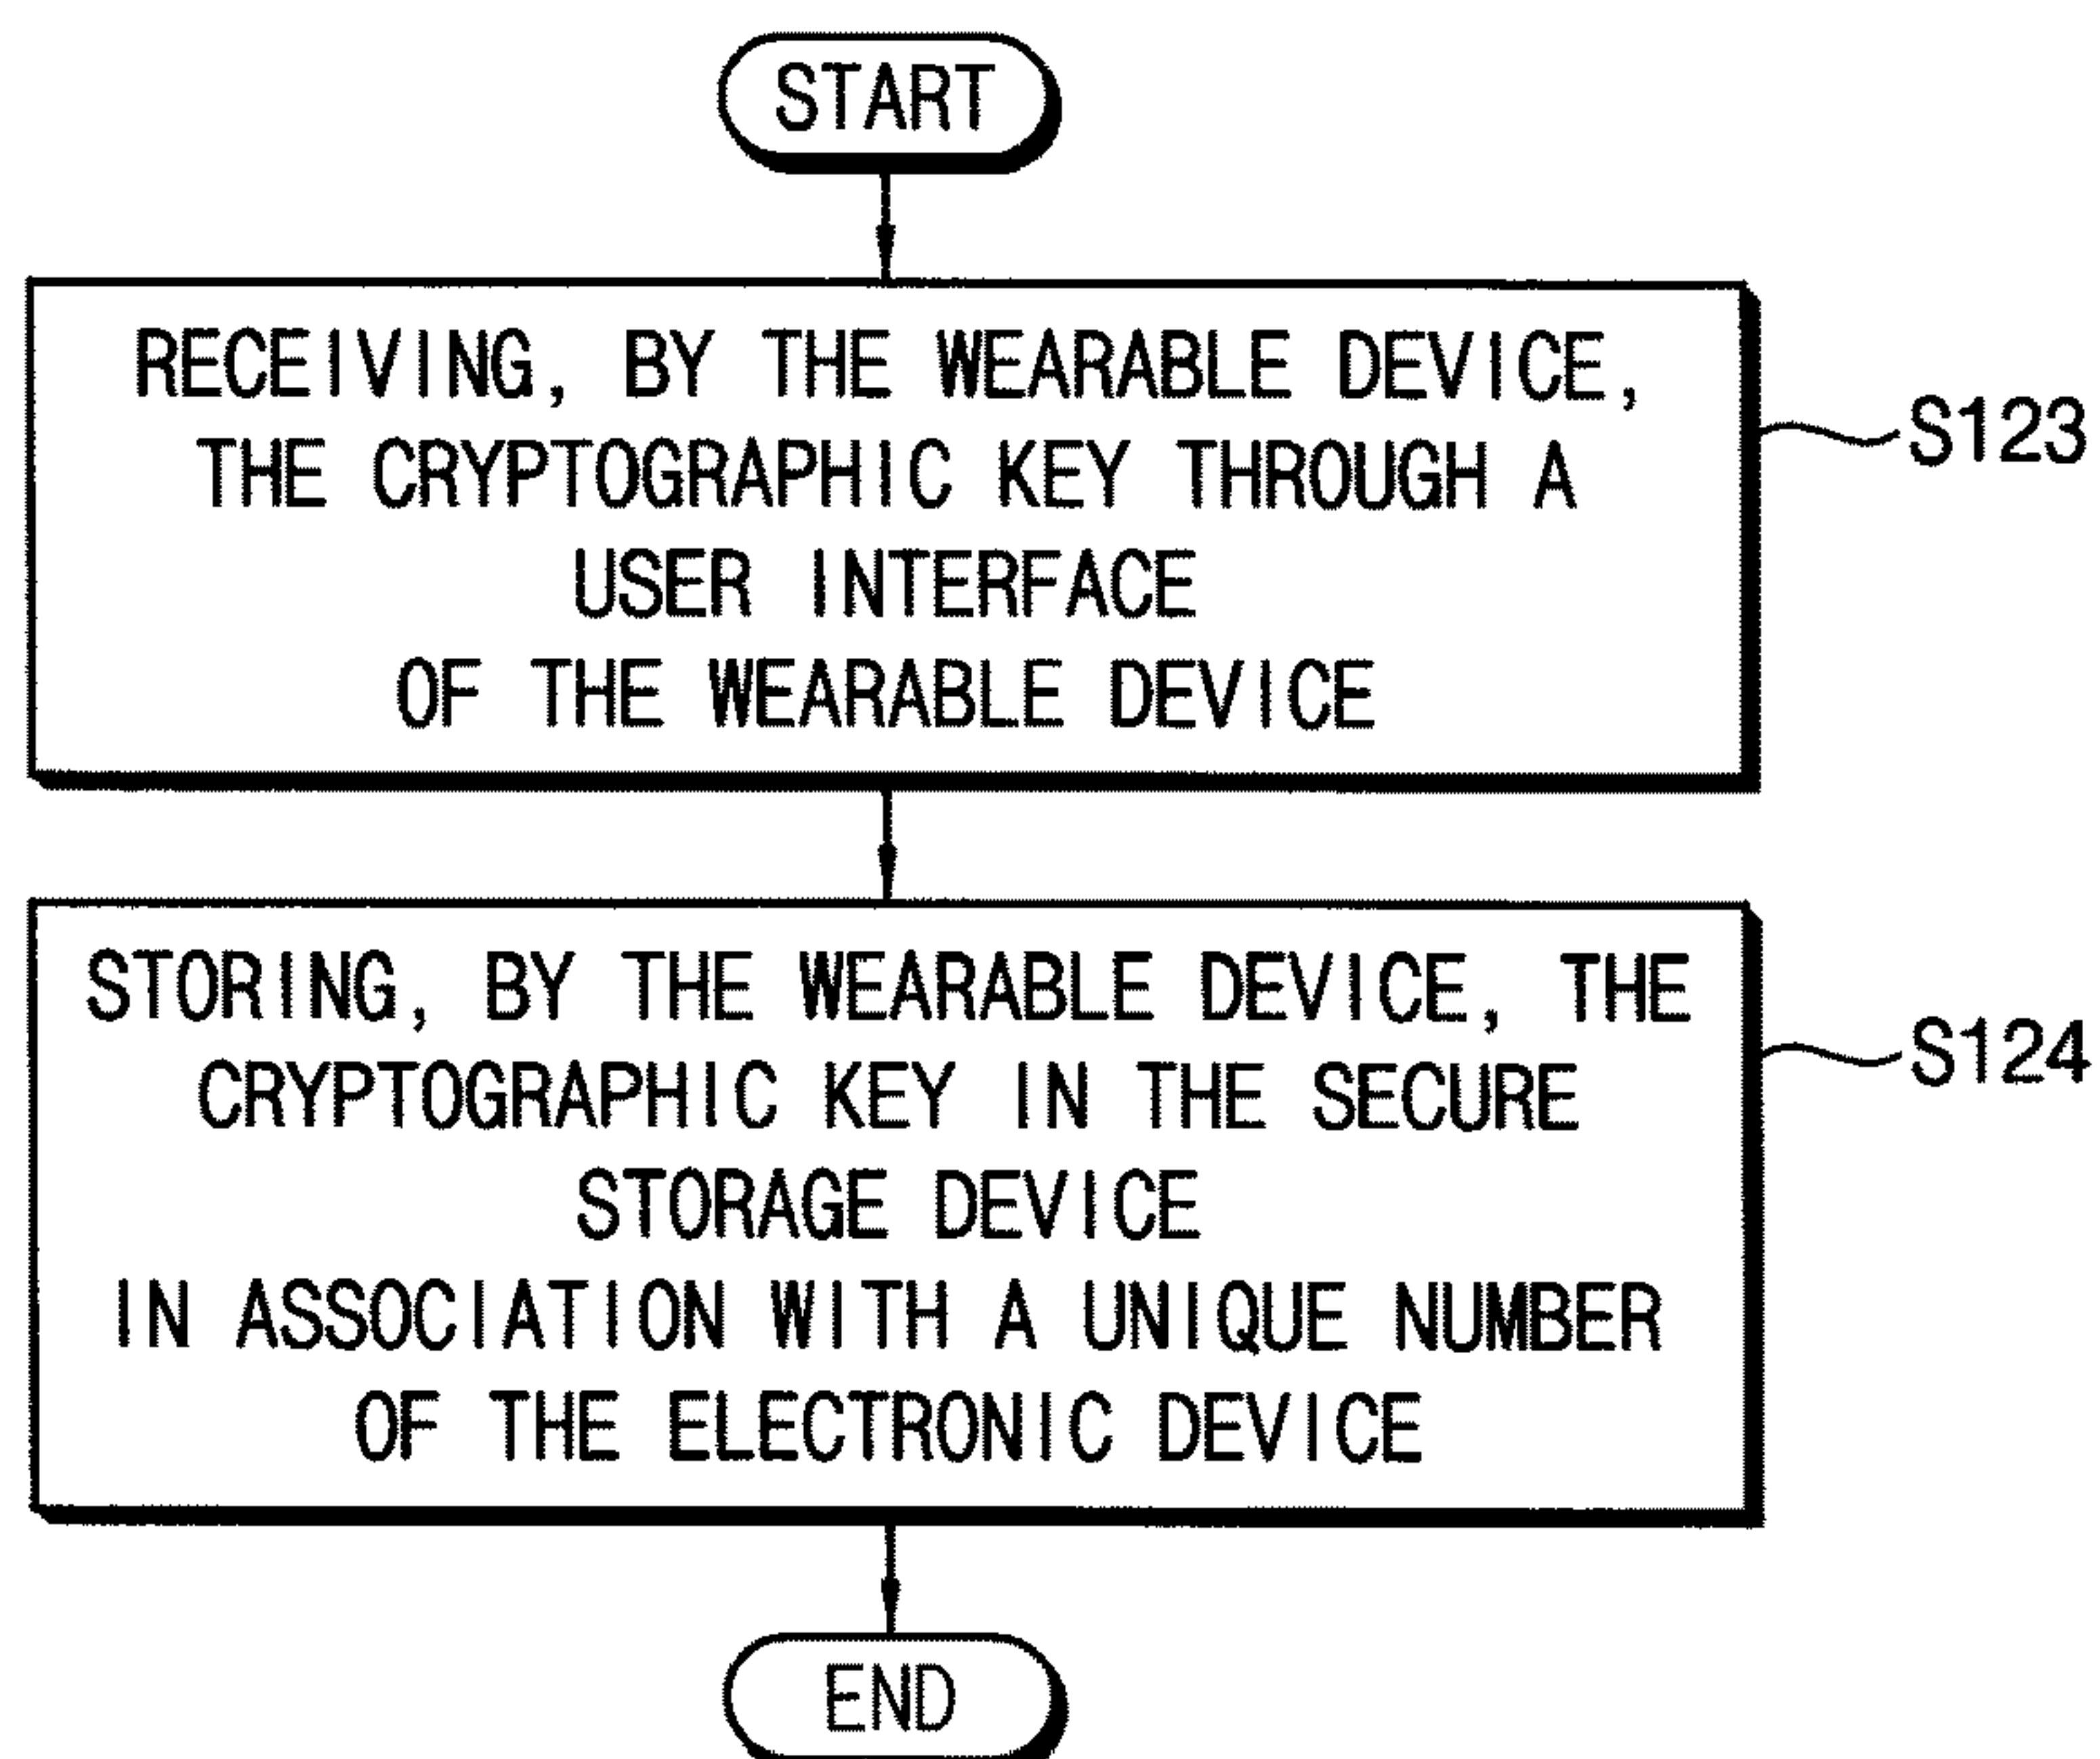 START
RECEIVING, BY THE WEARABLE DEVICE,
THE CRYPTOGRAPHIC KEY THROUGH A
USER INTERFACE
OF THE WEARABLE DEVICE
S123
STORING, BY THE WEARABLE DEVICE, THE
CRYPTOGRAPHIC KEY IN THE SECURE
STORAGE DEVICE
IN ASSOCIATION WITH A UNIQUE NUMBER
OF THE ELECTRONIC DEVICE
S124
END